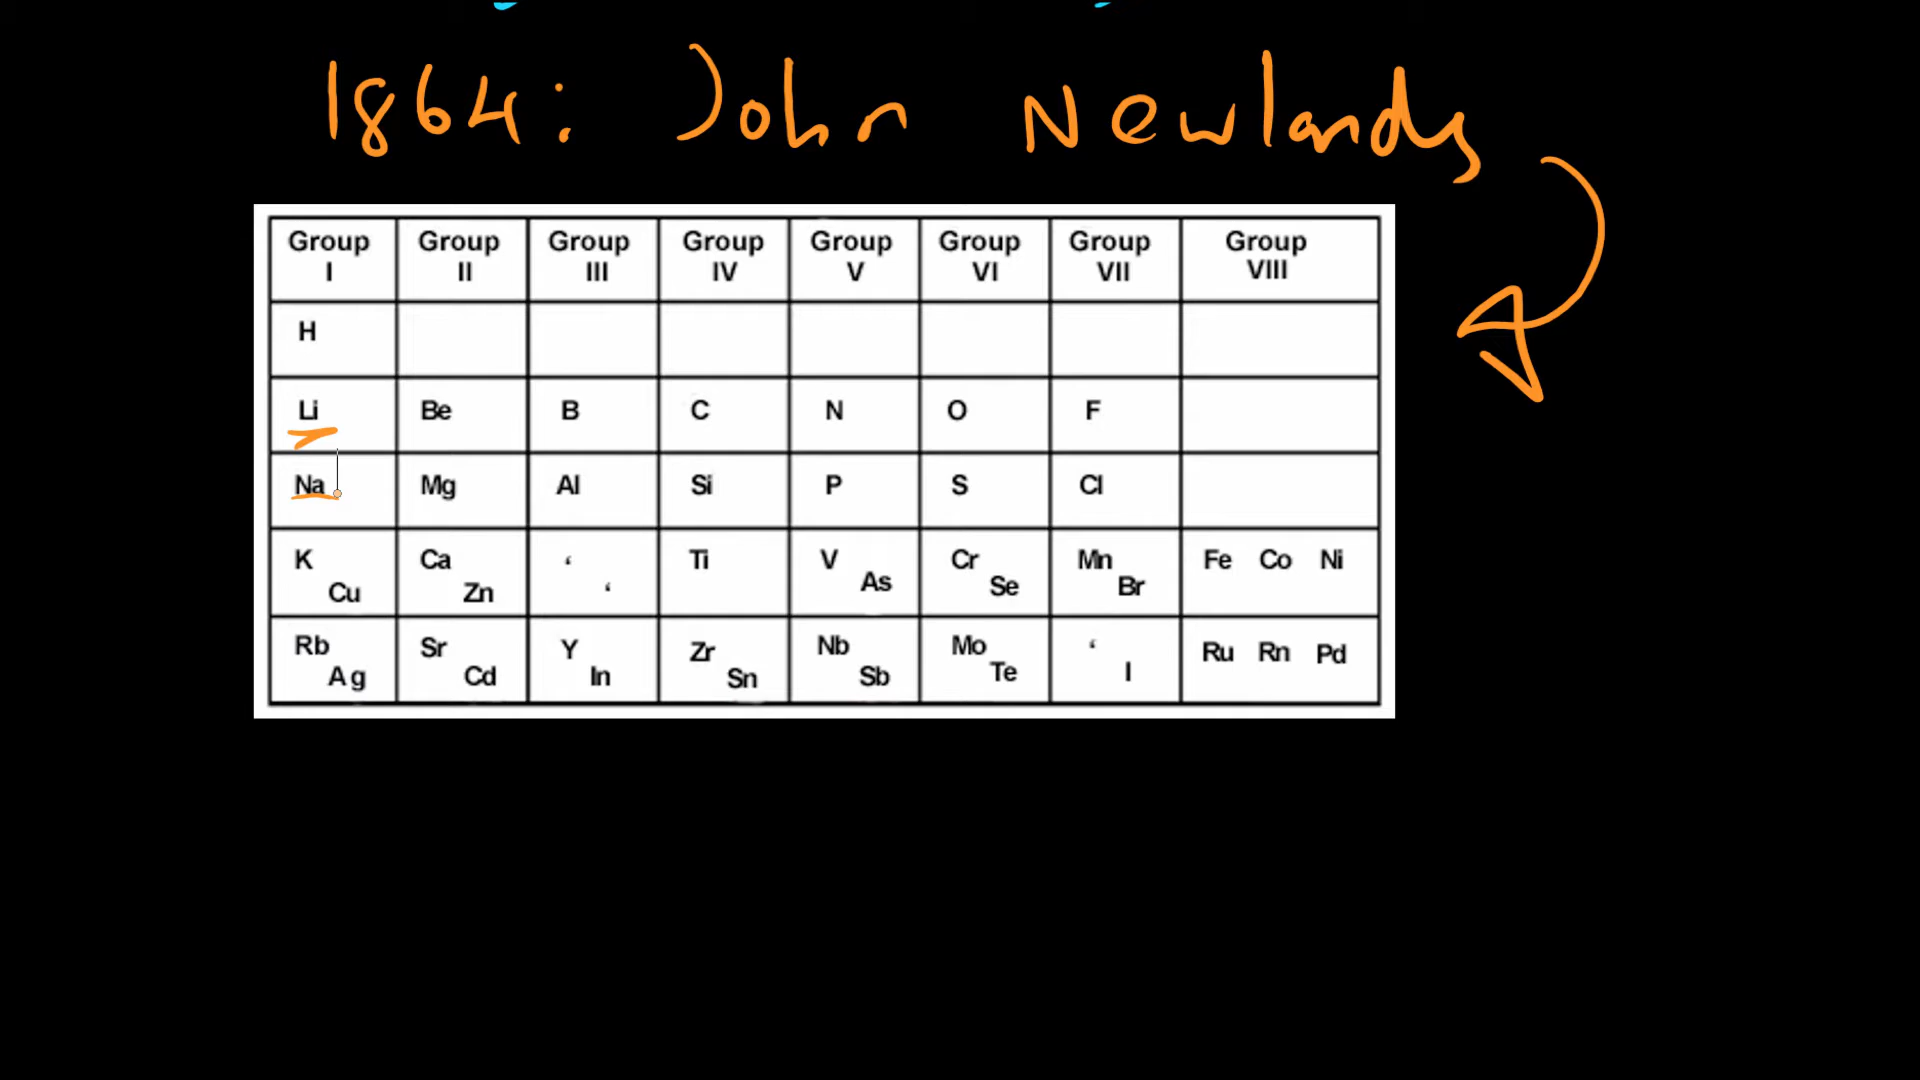 1864: John Newlands
Group I Group II Group III Group IV Group V Group VI Group VII Group VIII
H
Li Be B C N O F
Na Mg Al Si P S Cl
K Cu Ca Zn ‘ ‘ Ti V As Cr Se Mn Br Fe Co Ni
Rb Ag Sr Cd Y In Zr Sn Nb Sb Mo Te ‘ I Ru Rn Pd